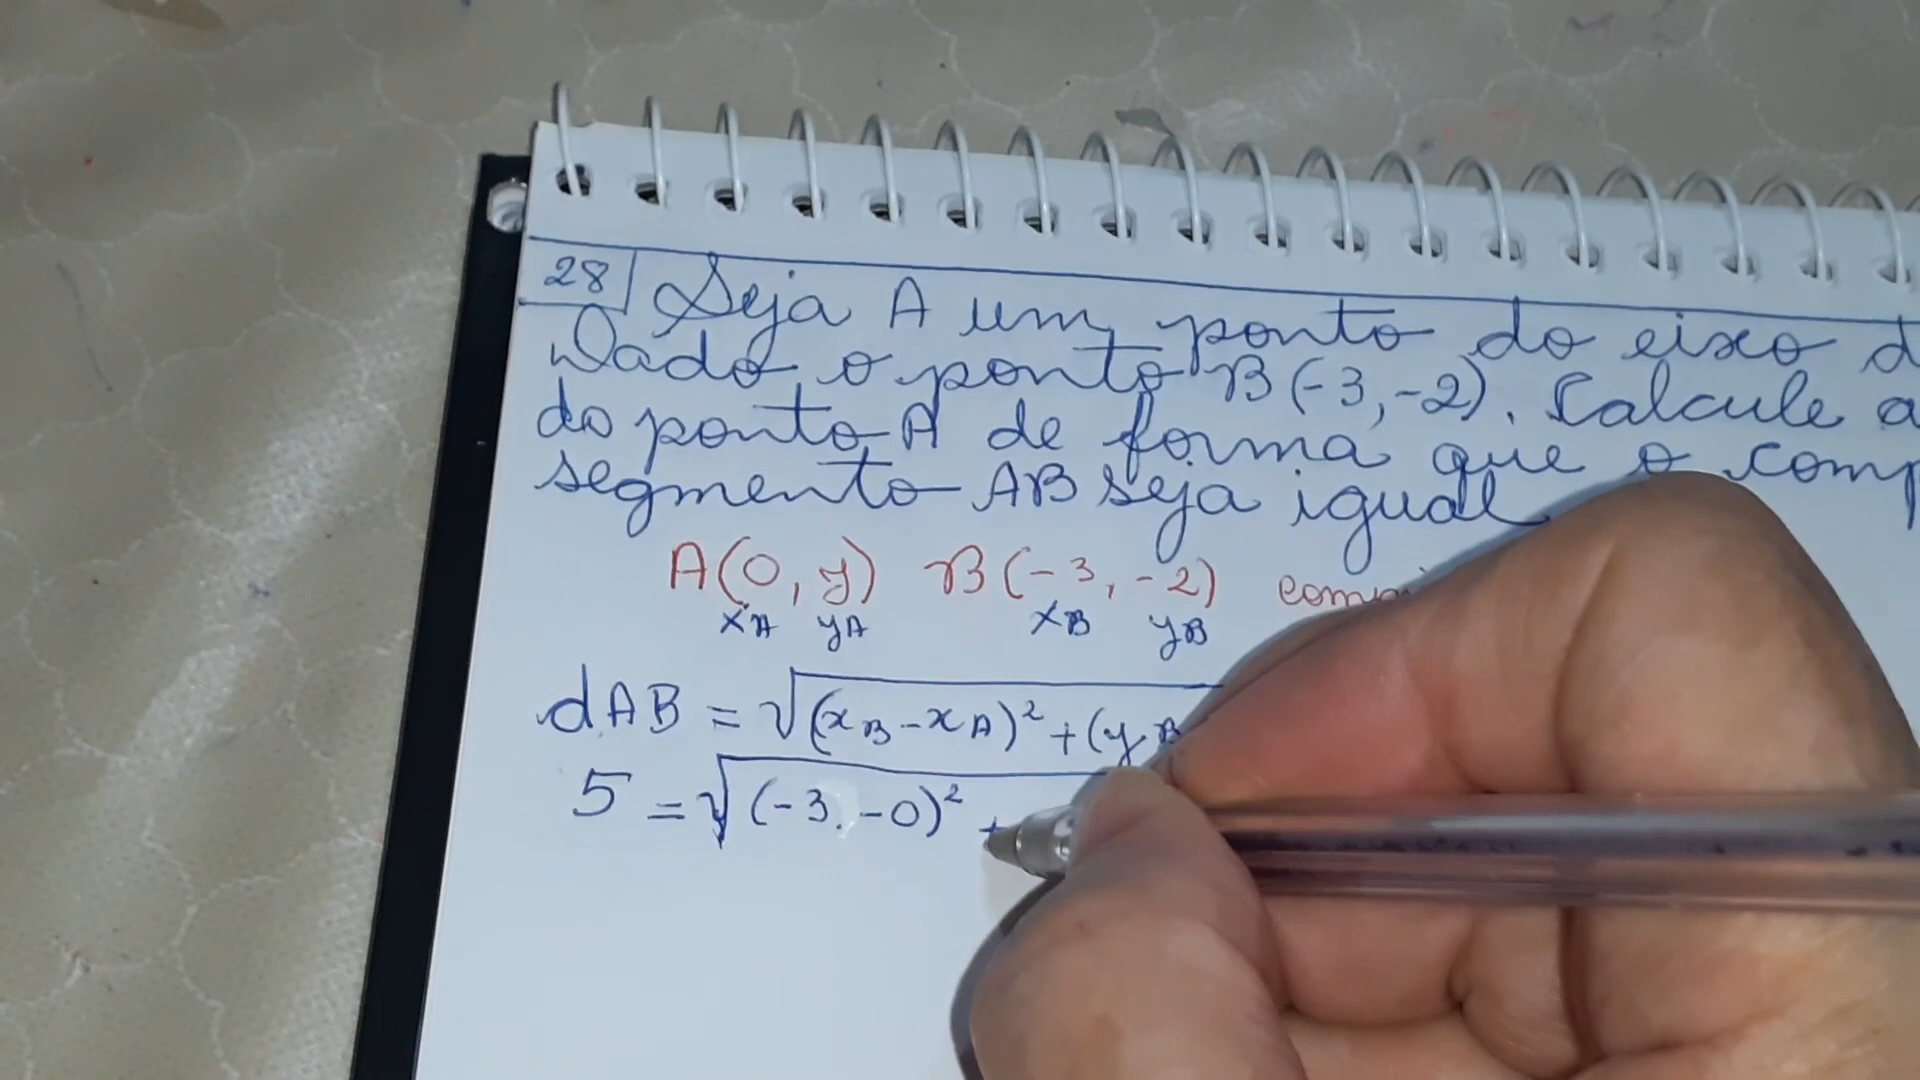 28 Seja A um ponto do eixo d
Dado o ponto B(-3,-2). Calcule a
do ponto A de forma que o comp
segmento AB seja igual
A(0, y) B(-3, -2)
xA yA xB yB
dAB = √(xB-xA)²+(yB
5 = √(-3 -0)² +